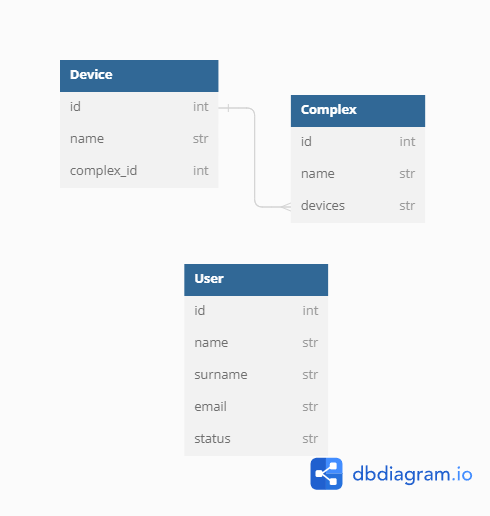 Device
id int
name str
complex_id int
Complex
id int
name str
devices str
User
id int
name str
surname str
email str
status str
dbdiagram.io